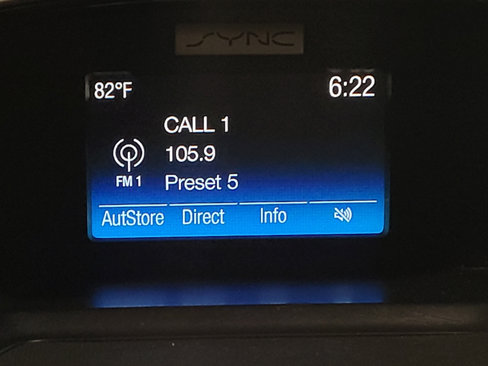 SYNC
82°F 6:22
CALL 1
105.9
FM 1 Preset 5
AutStore Direct Info